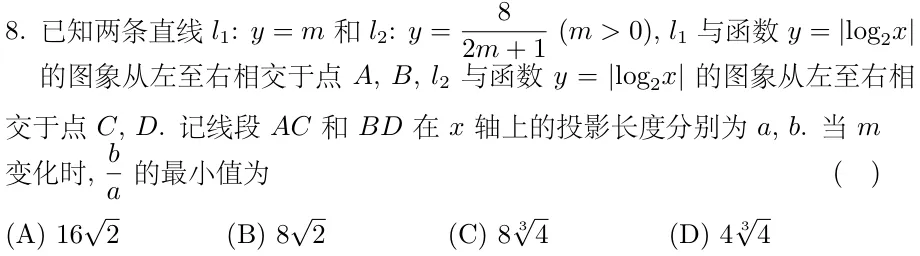 8. 已知两条直线 l₁: y = m 和 l₂: y = 8/(2m + 1) (m > 0), l₁ 与函数 y = |log₂x|
的图象从左至右相交于点 A, B, l₂ 与函数 y = |log₂x| 的图象从左至右相
交于点 C, D. 记线段 AC 和 BD 在 x 轴上的投影长度分别为 a, b. 当 m
变化时, b/a 的最小值为 ( )
(A) 16√2 (B) 8√2 (C) 8∛4 (D) 4∛4